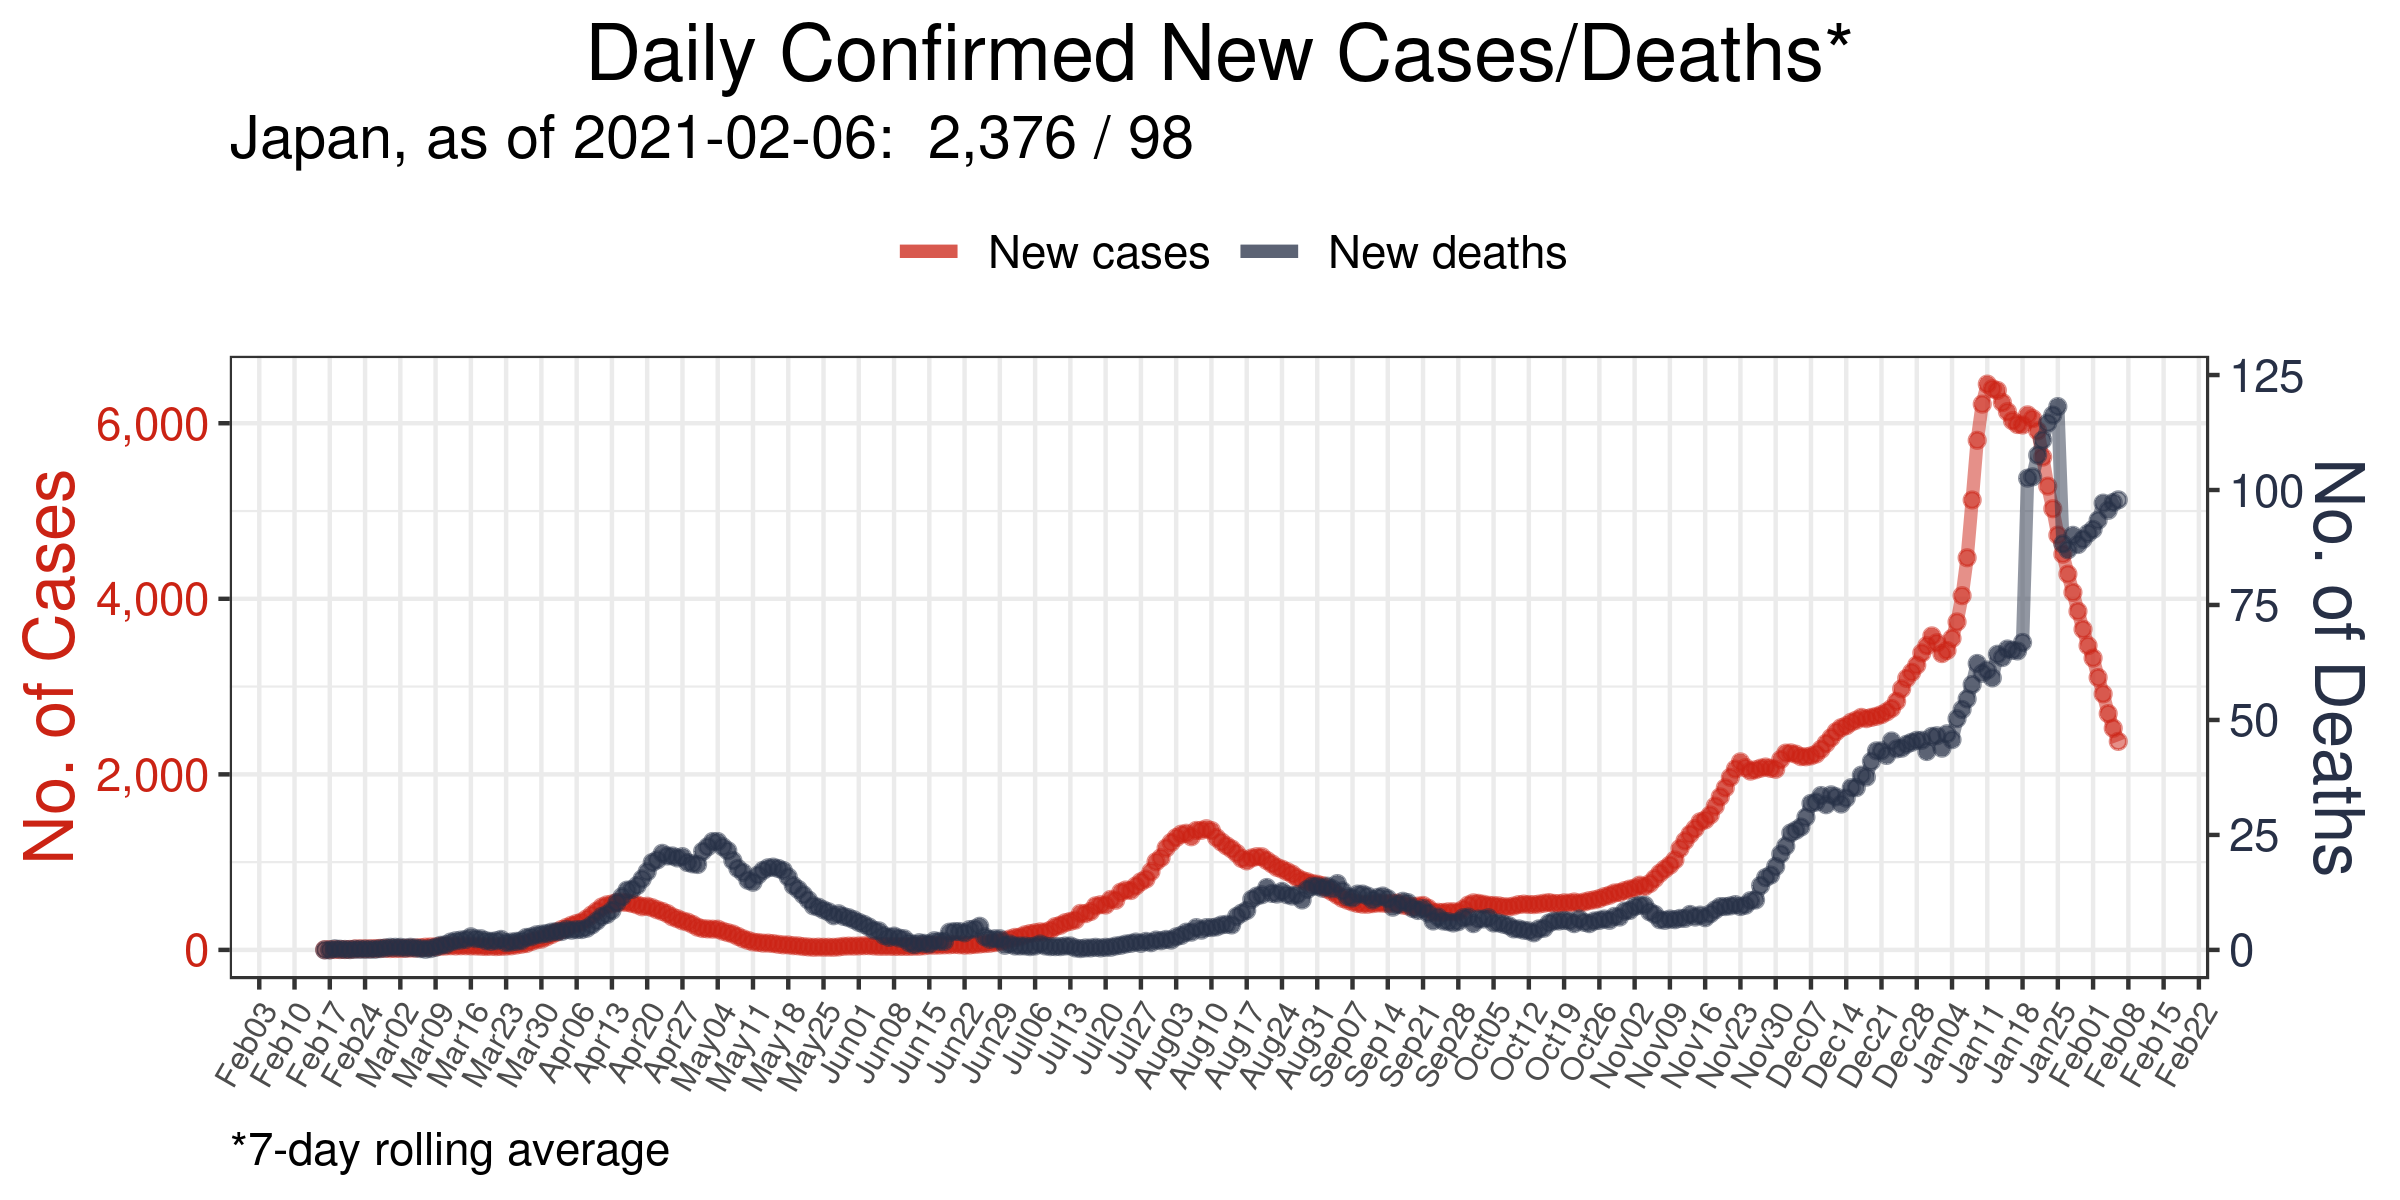 Daily Confirmed New Cases/Deaths*
Japan, as of 2021-02-06:  2,376 / 98
New cases
New deaths
No. of Cases
6,000
4,000
2,000
0
125
100
75
50
25
0
No. of Deaths
Feb03
Feb10
Feb17
Feb24
Mar02
Mar09
Mar16
Mar23
Mar30
Apr06
Apr13
Apr20
Apr27
May04
May11
May18
May25
Jun01
Jun08
Jun15
Jun22
Jun29
Jul06
Jul13
Jul20
Jul27
Aug03
Aug10
Aug17
Aug24
Aug31
Sep07
Sep14
Sep21
Sep28
Oct05
Oct12
Oct19
Oct26
Nov02
Nov09
Nov16
Nov23
Nov30
Dec07
Dec14
Dec21
Dec28
Dec04
Jan11
Jan18
Jan25
Feb01
Feb08
Feb15
Feb22
*7-day rolling average